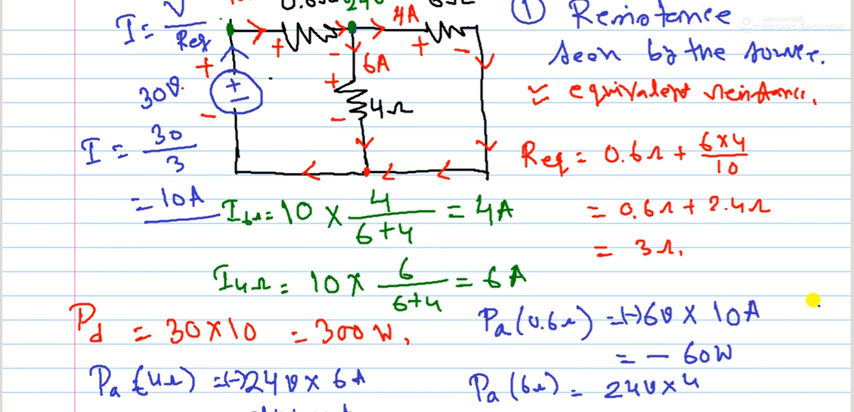 I = V/Req
24V
4A
6Ω
① Resistance
seen by the source.
≈ equivalent resistance.
6A
30V
4Ω
I = 30/3
= 10A
Req = 0.6Ω + 6×4/10
= 0.6Ω + 2.4Ω
= 3Ω.
I6Ω = 10 × 4/(6+4) = 4A
I4Ω = 10 × 6/(6+4) = 6A
Pd = 30×10 = 300W,
Pa(0.6Ω) = (-)6V × 10A
= -60W
Pa(4Ω) = (-)24V × 6A
Pa(6Ω) = 24V×4